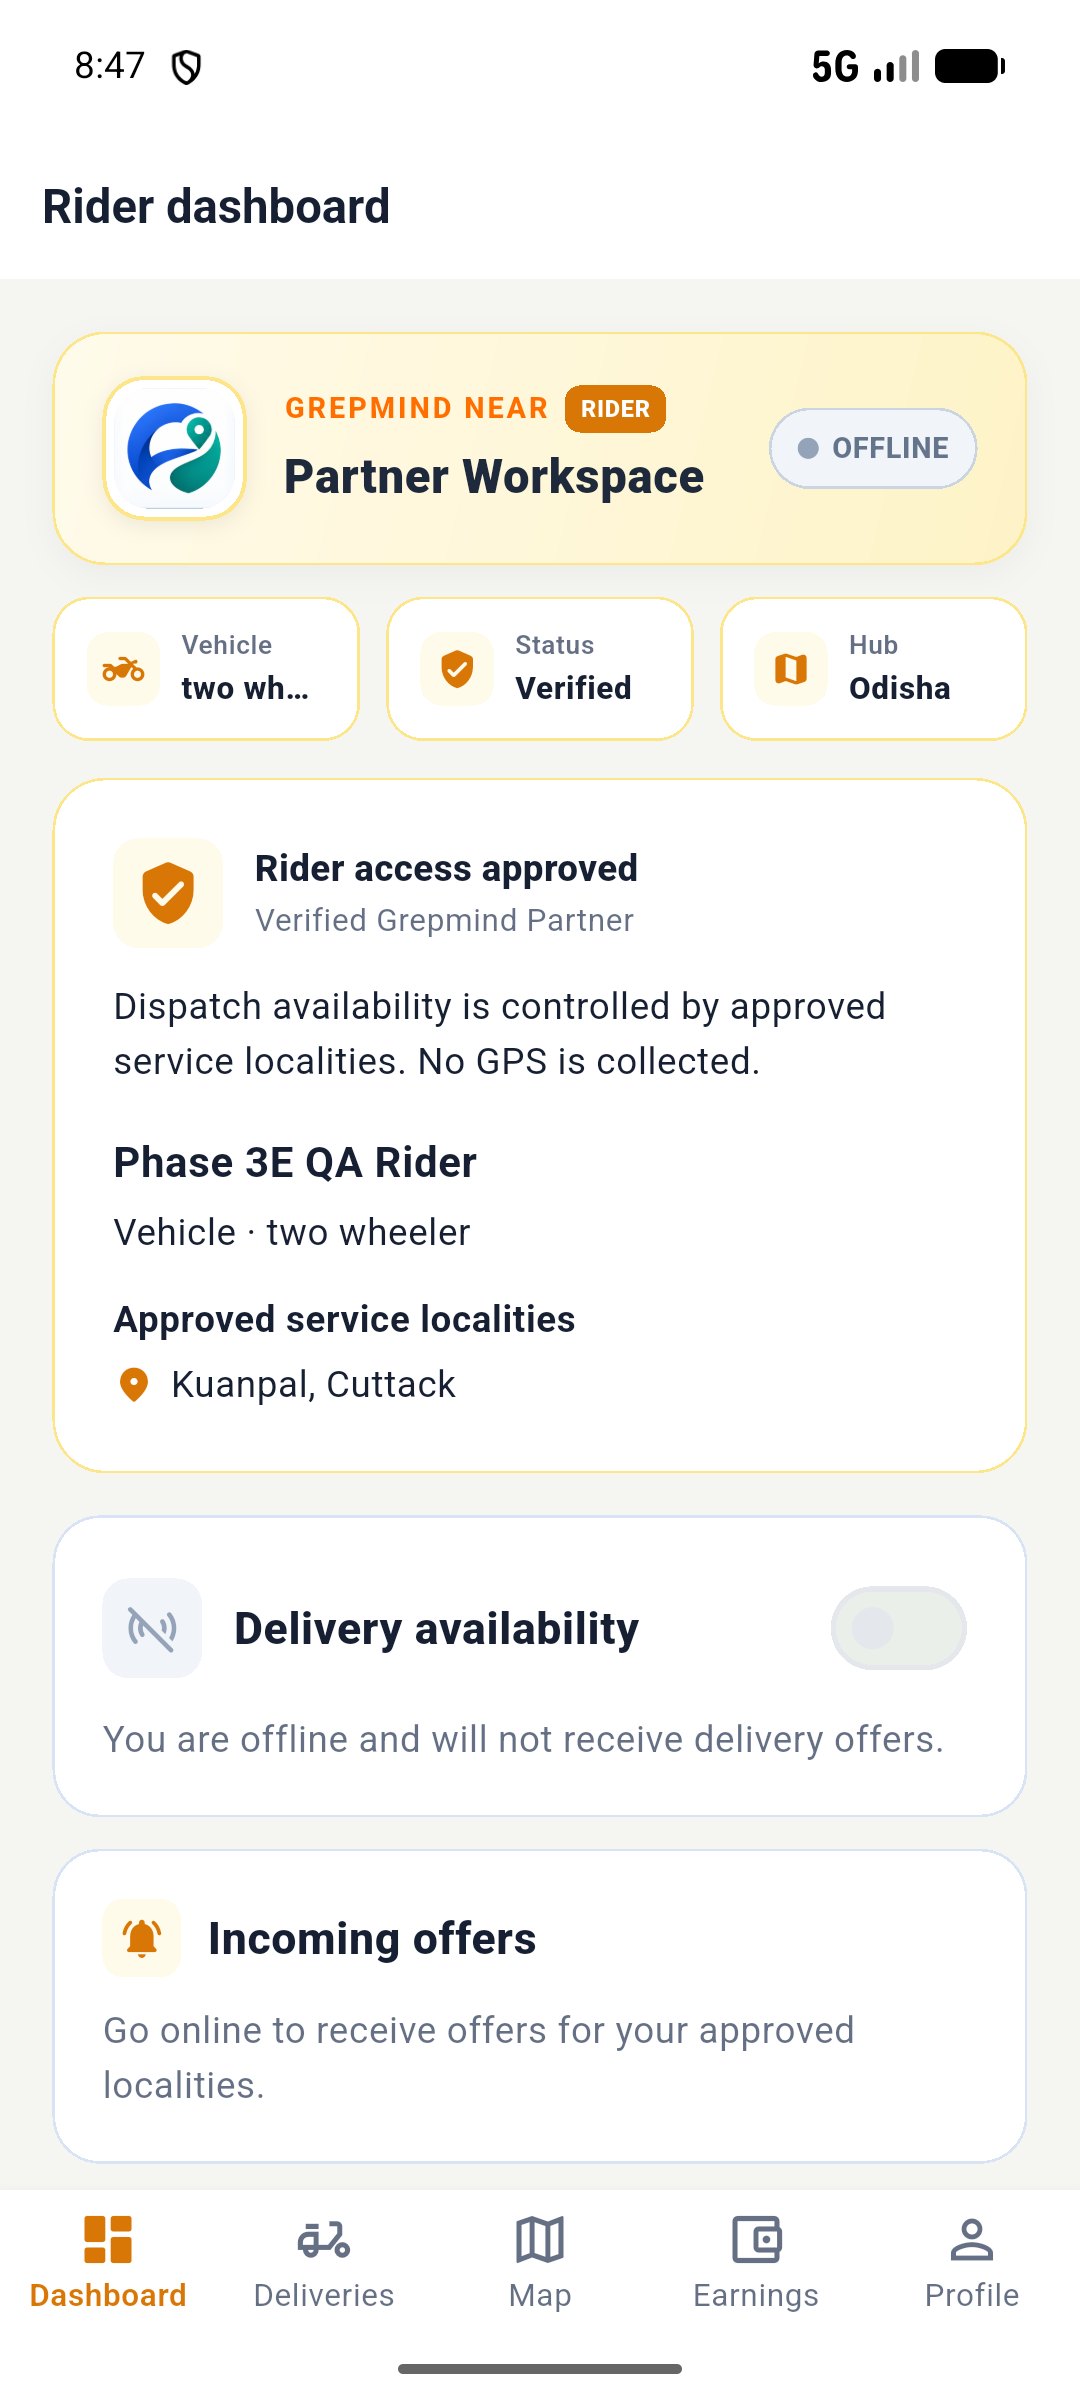 8:47
5G
Rider dashboard
GREPMIND NEAR RIDER
Partner Workspace
OFFLINE
Vehicle
two wh...
Status
Verified
Hub
Odisha
Rider access approved
Verified Grepmind Partner
Dispatch availability is controlled by approved
service localities. No GPS is collected.
Phase 3E QA Rider
Vehicle · two wheeler
Approved service localities
Kuanpal, Cuttack
Delivery availability
You are offline and will not receive delivery offers.
Incoming offers
Go online to receive offers for your approved
localities.
Dashboard
Deliveries
Map
Earnings
Profile